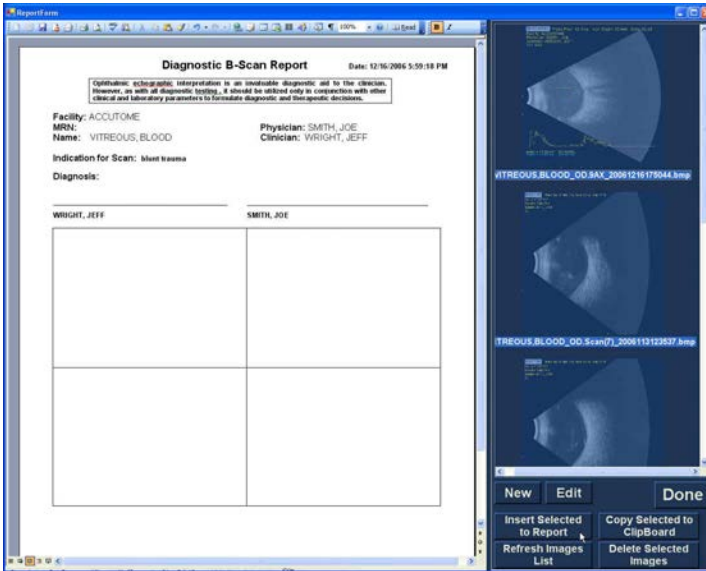 ReportForm
100%
Read
Diagnostic B-Scan Report
Date: 12/16/2006 5:59:18 PM
Ophthalmic echographic interpretation is an invaluable diagnostic aid to the clinician.
However, as with all diagnostic testing , it should be utilized only in conjunction with other
clinical and laboratory parameters to formulate diagnostic and therapeutic decisions.
Facility: ACCUTOME
MRN:
Physician: SMITH, JOE
Name: VITREOUS, BLOOD
Clinician: WRIGHT, JEFF
Indication for Scan: blunt trauma
Diagnosis:
WRIGHT, JEFF
SMITH, JOE
VITREOUS,BLOOD_OD.9AX_20061216175044.bmp
ITREOUS,BLOOD_OD.Scan(7)_2006113123537.bmp
New
Edit
Done
Insert Selected
to Report
Copy Selected to
ClipBoard
Refresh Images
List
Delete Selected
Images